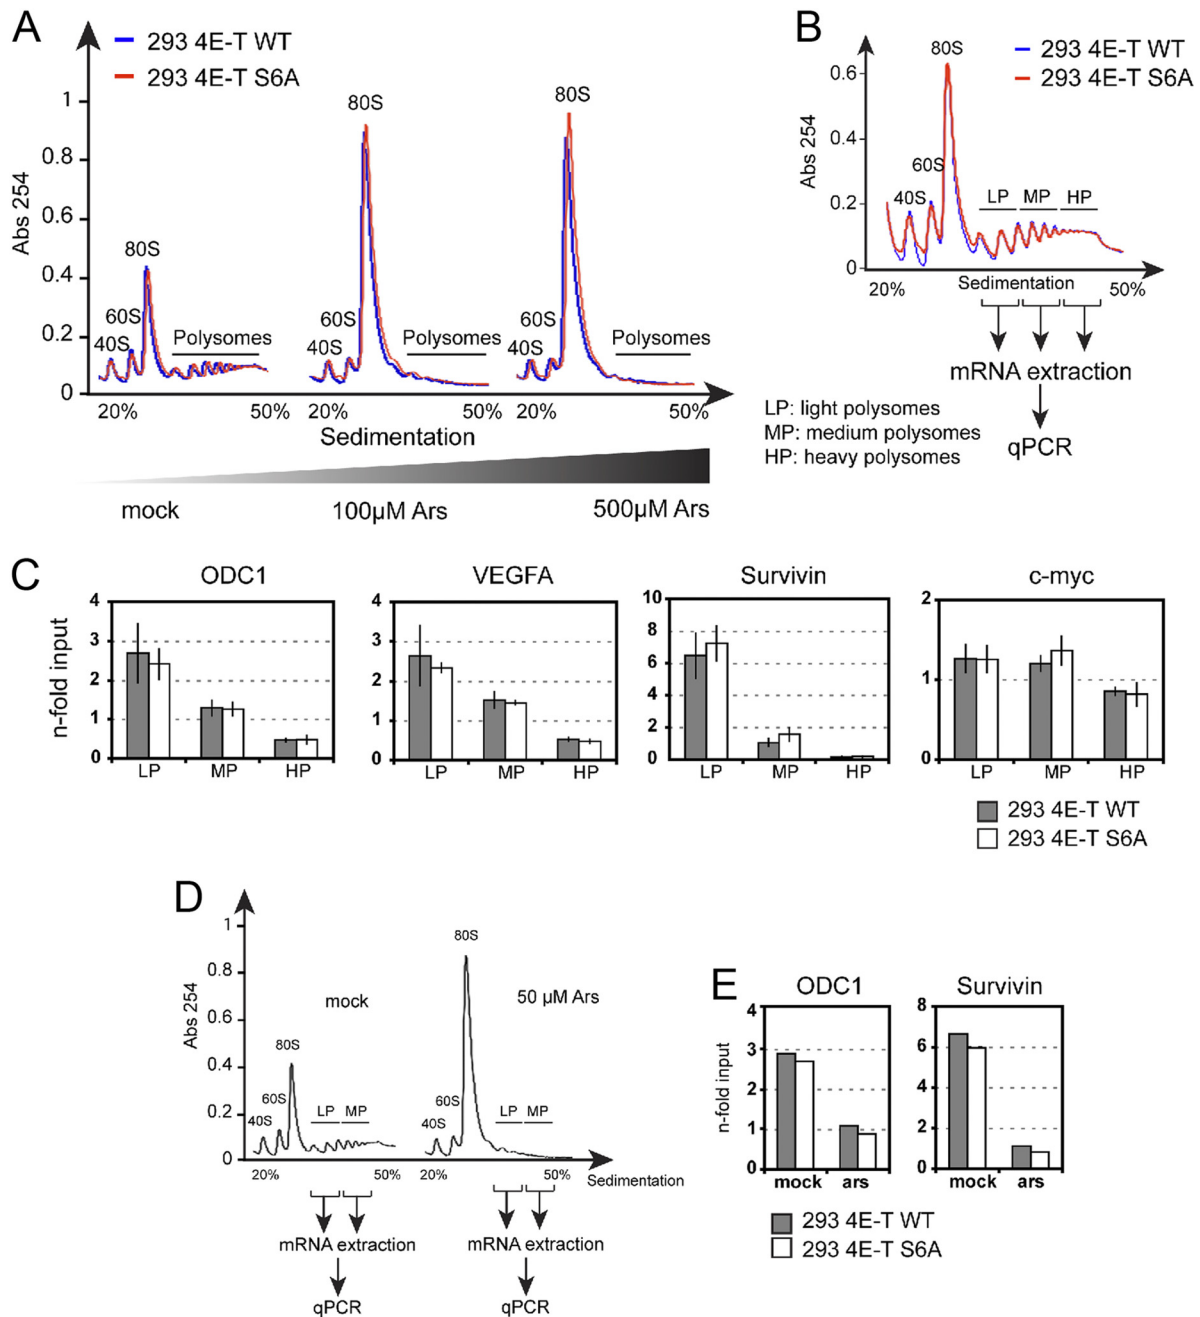 A
293 4E-T WT
293 4E-T S6A
Abs 254
1
0.8
0.6
0.4
0.2
0
40S
60S
80S
Polysomes
40S
60S
80S
Polysomes
40S
60S
80S
Polysomes
20%
50%
20%
50%
20%
50%
Sedimentation
mock
100µM Ars
500µM Ars
B
293 4E-T WT
293 4E-T S6A
Abs 254
0.6
0.4
0.2
0
40S
60S
80S
LP
MP
HP
20%
Sedimentation
50%
mRNA extraction
qPCR
LP: light polysomes
MP: medium polysomes
HP: heavy polysomes
C
n-fold input
ODC1
4
3
2
1
0
LP
MP
HP
VEGFA
4
3
2
1
0
LP
MP
HP
Survivin
10
8
6
4
2
0
LP
MP
HP
c-myc
2
1
0
LP
MP
HP
293 4E-T WT
293 4E-T S6A
D
Abs 254
1
0.8
0.6
0.4
0.2
0
mock
40S
60S
80S
LP
MP
20%
50%
50 µM Ars
40S
60S
80S
LP
MP
20%
50%
Sedimentation
mRNA extraction
qPCR
mRNA extraction
qPCR
E
n-fold input
ODC1
4
3
2
1
0
mock
ars
Survivin
8
6
4
2
0
mock
ars
293 4E-T WT
293 4E-T S6A